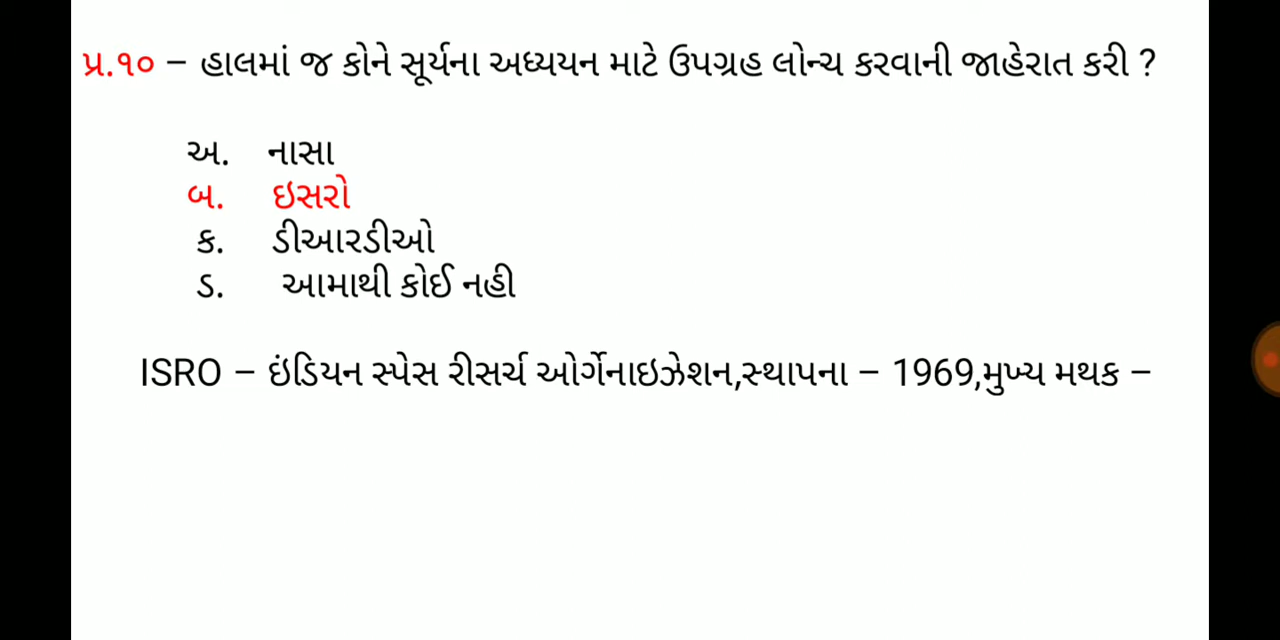 પ્ર.૧૦ – હાલમાં જ કોને સૂર્યના અધ્યયન માટે ઉપગ્રહ લોન્ચ કરવાની જાહેરાત કરી ?
અ. નાસા
બ. ઇસરો
ક. ડીઆરડીઓ
ડ. આમાથી કોઈ નહી
ISRO – ઇંડિયન સ્પેસ રીસર્ચ ઓર્ગેનાઇઝેશન,સ્થાપના – 1969,મુખ્ય મથક –